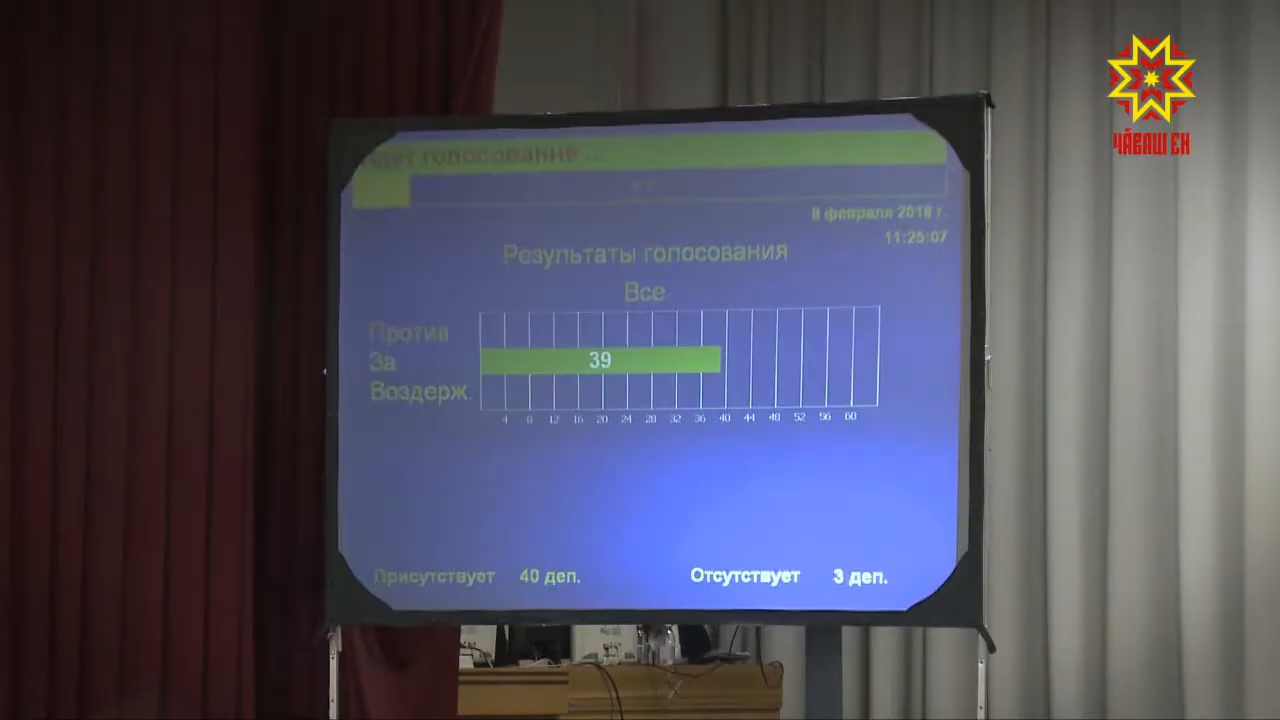 ЧӐВАШ ЕН
Идет голосование ...
8 февраля 2018 г.
11:25:07
Результаты голосования
Все
Против
За 39
Воздерж.
4 8 12 16 20 24 28 32 36 40 44 48 52 56 60
Присутствует 40 деп. Отсутствует 3 деп.